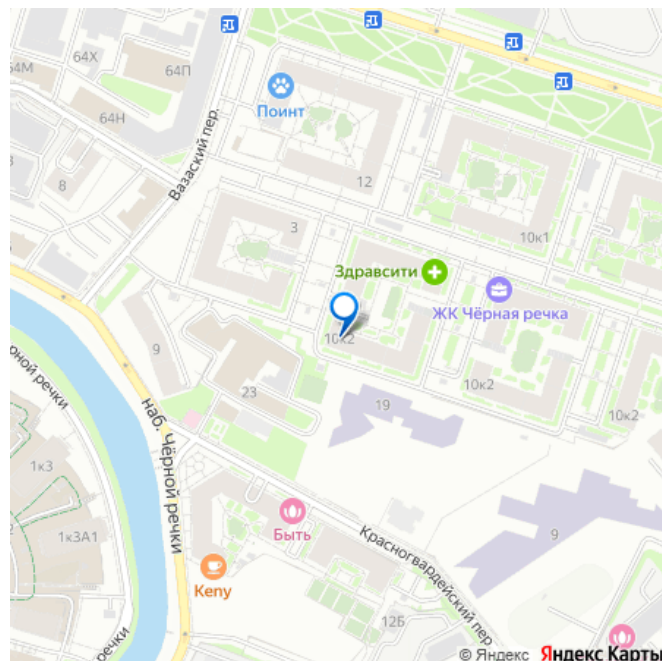 64Х
64М
64П
64Н
Поинт
Вазаский пер.
8
12
3
10к1
Здравсити
ЖК Чёрная речка
10к2
9
10к2
19
23
10к2
рной речки
наб. Чёрной речки
1к3
1к3А1
Быть
Красногвардейский пер.
9
Keny
12Б
речки
© Яндекс Яндекс Карты